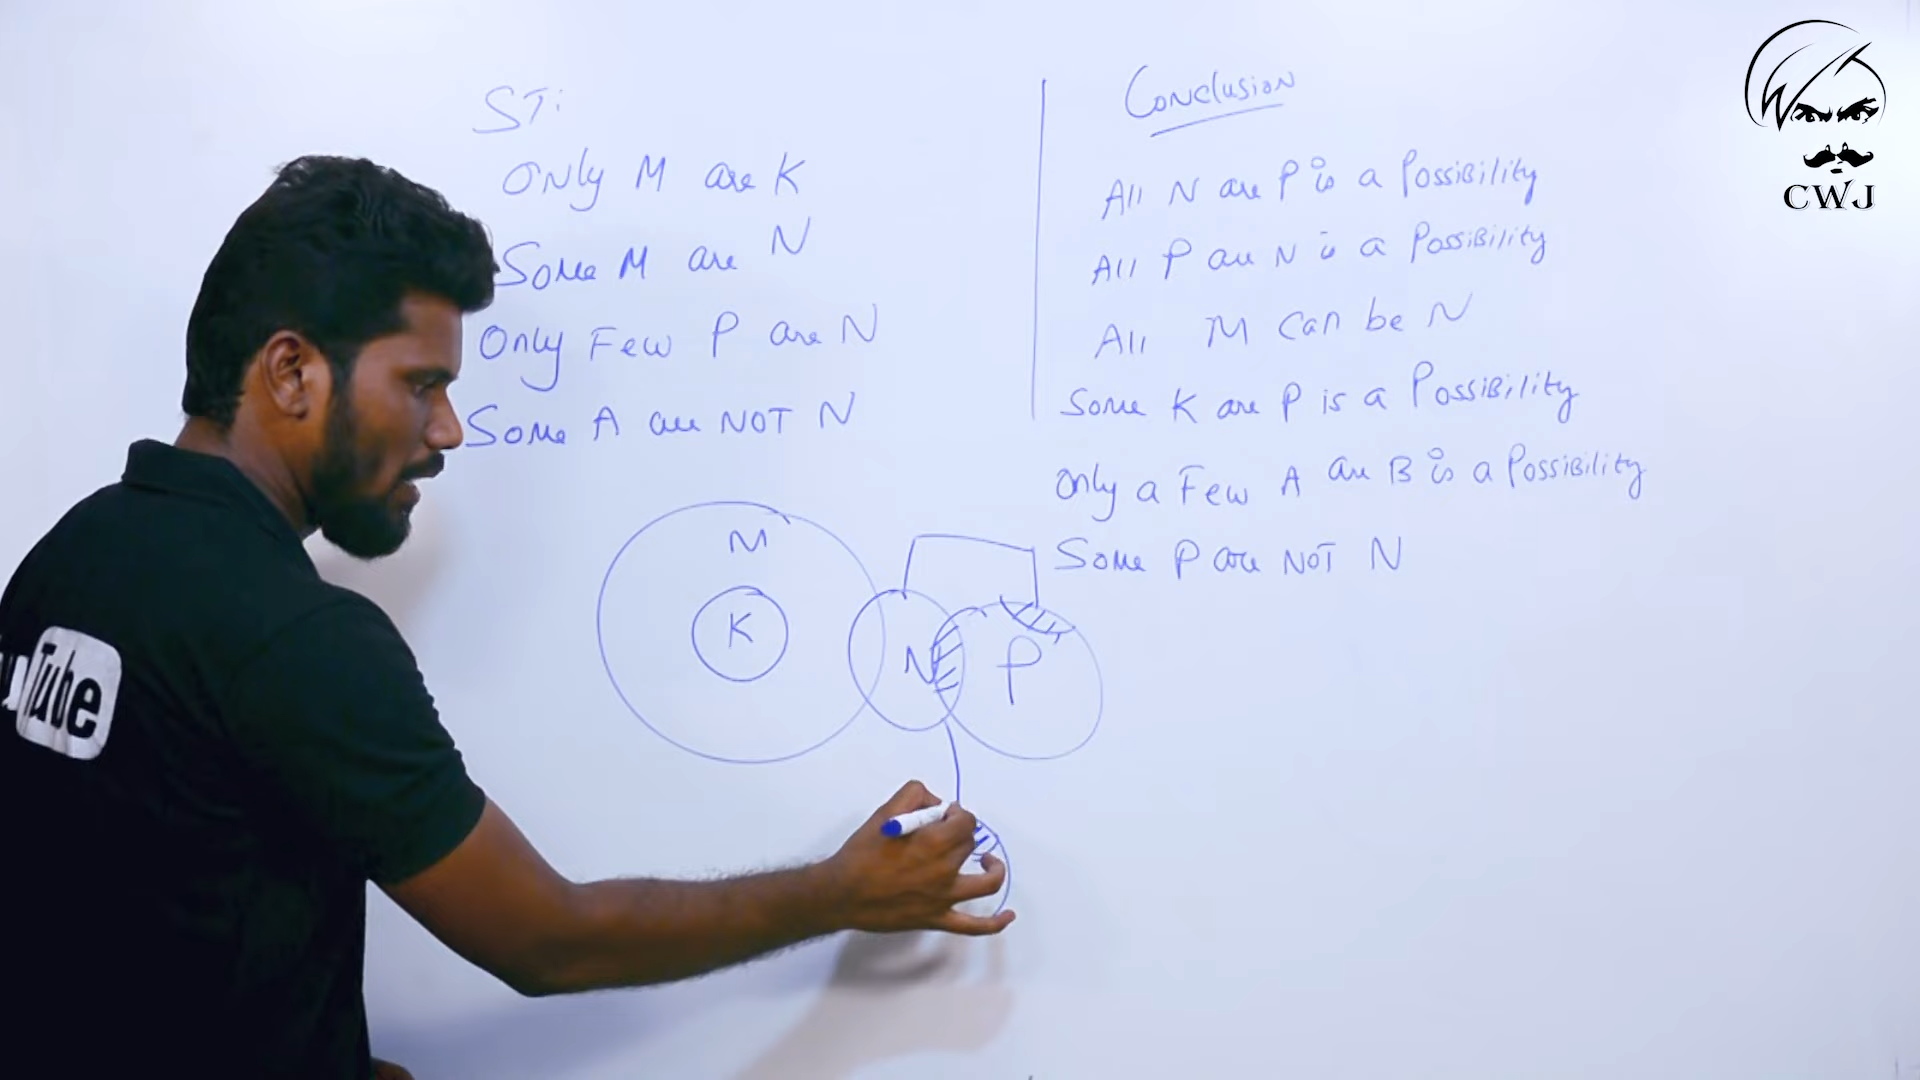 ST:
Only M are K
Some M are N
Only Few P are N
Some A are NOT N
Conclusion
All N are P is a Possibility
All P are N is a Possibility
All M Can be N
Some K are P is a Possibility
Only a Few A are B is a Possibility
Some P are NOT N
M
K
N
P
Tube
CWJ